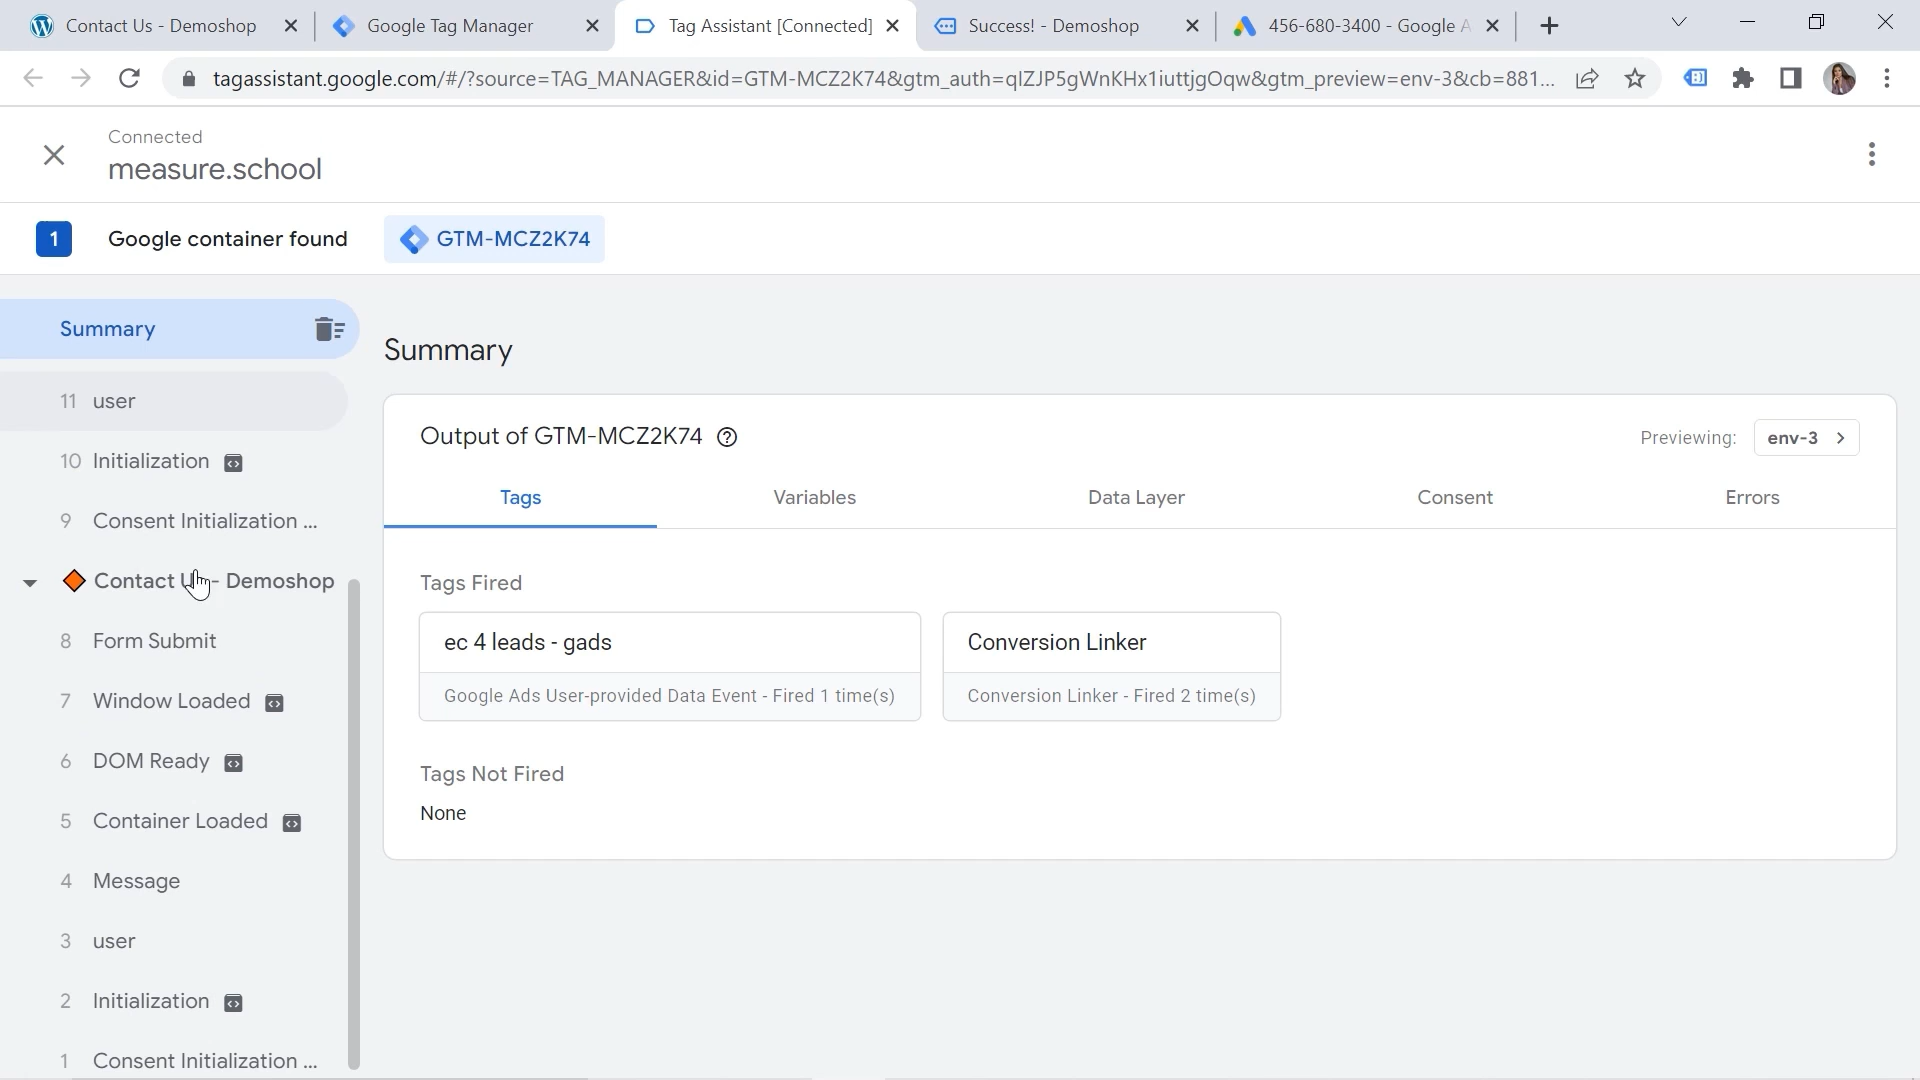 Contact Us - Demoshop
Google Tag Manager
Tag Assistant [Connected]
Success! - Demoshop
456-680-3400 - Google A
tagassistant.google.com/#/?source=TAG_MANAGER&id=GTM-MCZ2K74&gtm_auth=qlZJP5gWnKHx1iuttjgOqw&gtm_preview=env-3&cb=881...
Connected
measure.school
1 Google container found GTM-MCZ2K74
Summary
11 user
10 Initialization
9 Consent Initialization ...
Contact U - Demoshop
8 Form Submit
7 Window Loaded
6 DOM Ready
5 Container Loaded
4 Message
3 user
2 Initialization
1 Consent Initialization ...
Summary
Output of GTM-MCZ2K74
Previewing: env-3
Tags Variables Data Layer Consent Errors
Tags Fired
ec 4 leads - gads
Google Ads User-provided Data Event - Fired 1 time(s)
Conversion Linker
Conversion Linker - Fired 2 time(s)
Tags Not Fired
None